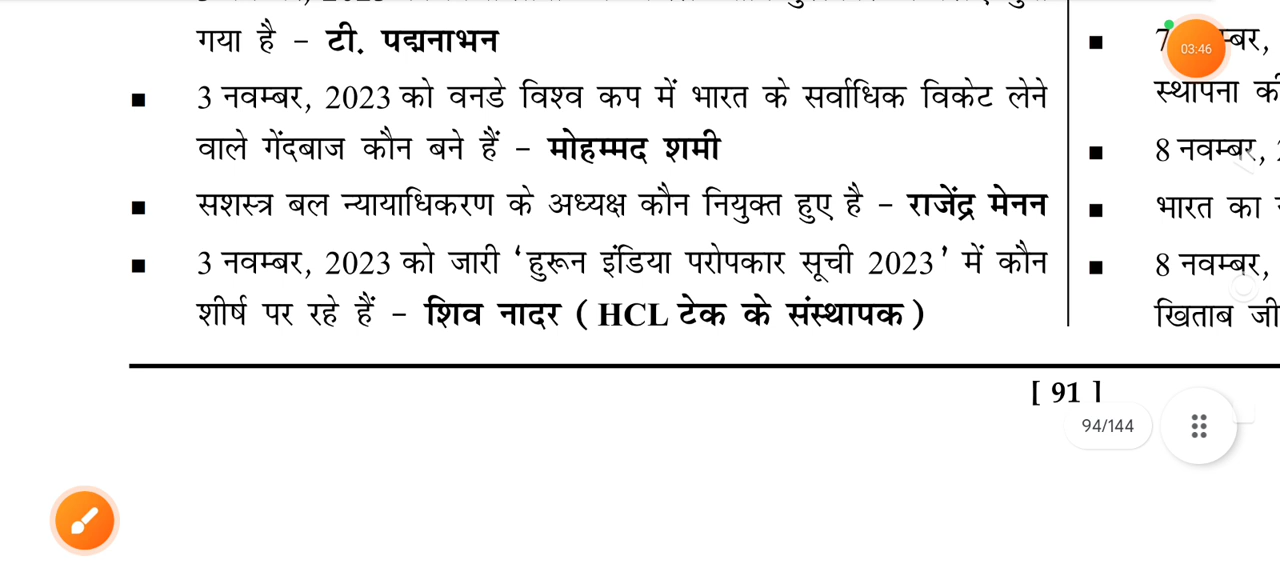 गया है – टी. पद्मनाभन
■ 3 नवम्बर, 2023 को वनडे विश्व कप में भारत के सर्वाधिक विकेट लेने
वाले गेंदबाज कौन बने हैं – मोहम्मद शमी
■ सशस्त्र बल न्यायाधिकरण के अध्यक्ष कौन नियुक्त हुए है – राजेंद्र मेनन
■ 3 नवम्बर, 2023 को जारी ‘हुरून इंडिया परोपकार सूची 2023’ में कौन
शीर्ष पर रहे हैं – शिव नादर ( HCL टेक के संस्थापक )
■ 7
03:46
स्थापना की
■ 8 नवम्बर,
■ भारत का
■ 8 नवम्बर,
खिताब जी
[ 91 ]
94/144